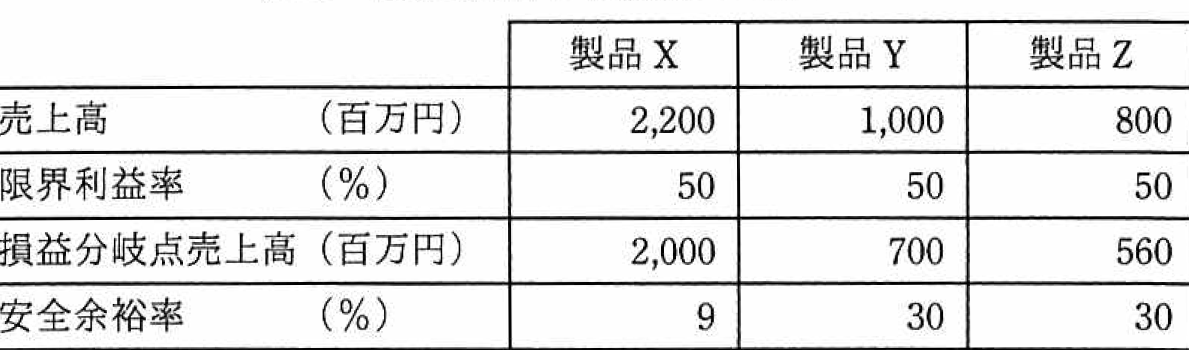 製品 X 製品 Y 製品 Z
売上高 （百万円） 2,200 1,000 800
限界利益率 （%） 50 50 50
損益分岐点売上高（百万円） 2,000 700 560
安全余裕率 （%） 9 30 30